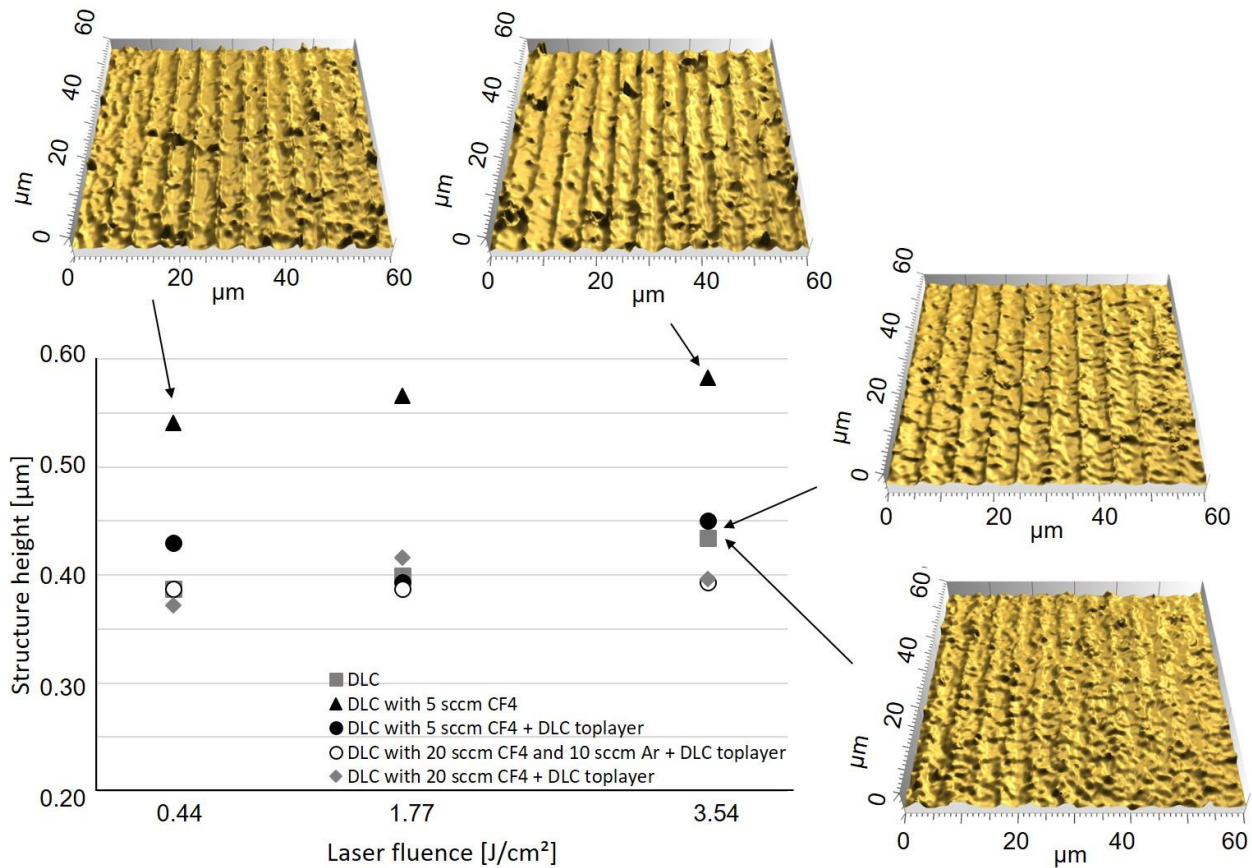 60
40
20
0
µm
0
20
40
60
µm
60
40
20
0
µm
0
20
40
60
µm
60
40
20
0
µm
0
20
40
60
µm
60
40
20
0
µm
0
20
40
60
µm
0.60
0.50
0.40
0.30
0.20
Structure height [µm]
DLC
DLC with 5 sccm CF4
DLC with 5 sccm CF4 + DLC toplayer
DLC with 20 sccm CF4 and 10 sccm Ar + DLC toplayer
DLC with 20 sccm CF4 + DLC toplayer
0.44
1.77
3.54
Laser fluence [J/cm²]